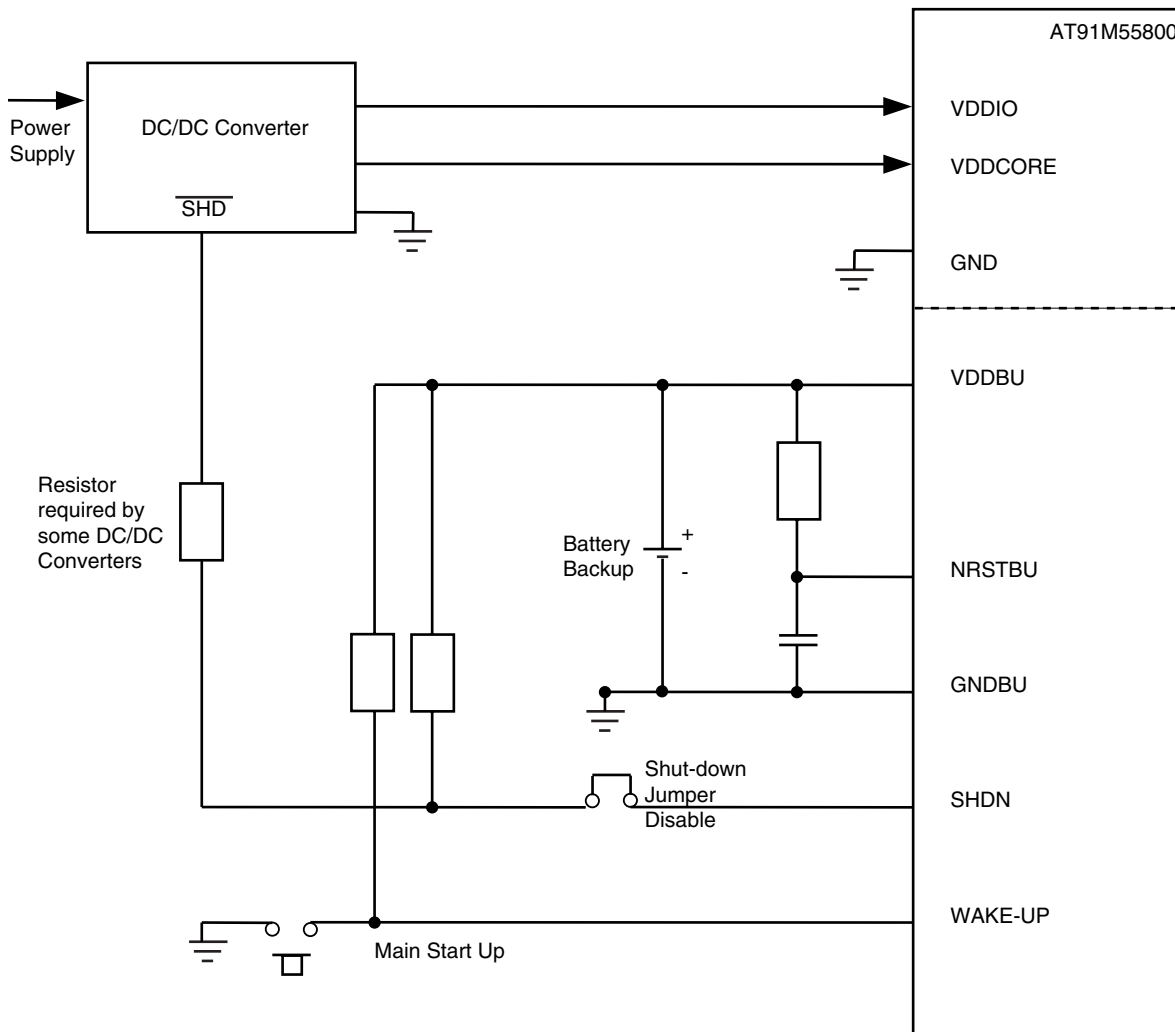 AT91M55800
Power
Supply
DC/DC Converter
SHD
VDDIO
VDDCORE
GND
VDDBU
Resistor
required by
some DC/DC
Converters
Battery
Backup
+
-
NRSTBU
GNDBU
Shut-down
Jumper
Disable
SHDN
WAKE-UP
Main Start Up